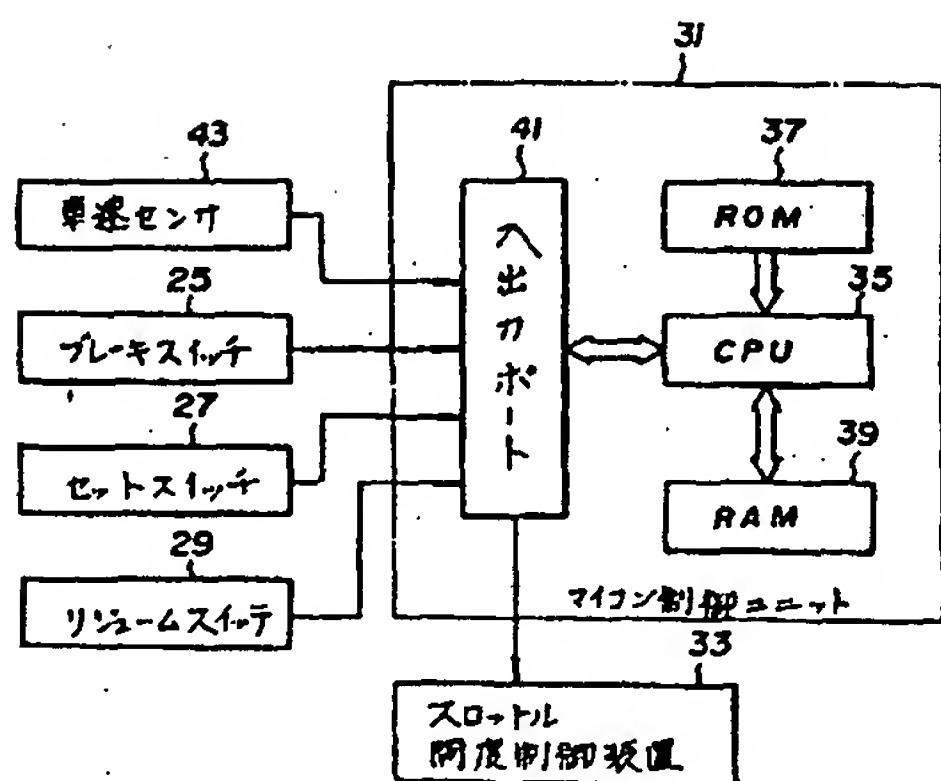 31
43
車速センサ
41
入出力ポート
37
ROM
25
ブレーキスイッチ
35
CPU
27
セットスイッチ
39
RAM
29
リジュームスイッチ
マイコン制御ユニット
33
スロットル
開度制御装置